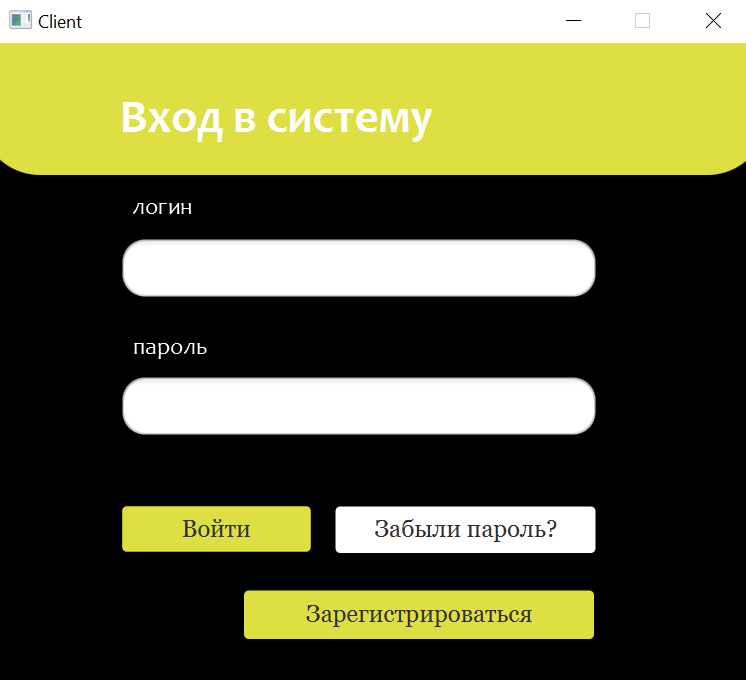 Client
Вход в систему
логин
пароль
Войти
Забыли пароль?
Зарегистрироваться